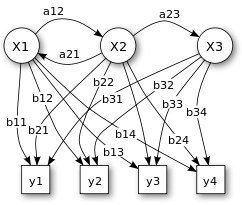 a12 a23
X1 X2 X3
a21
b12 b22 b31 b32
b11 b21 b33 b34
b14 b24
b13
y1 y2 y3 y4